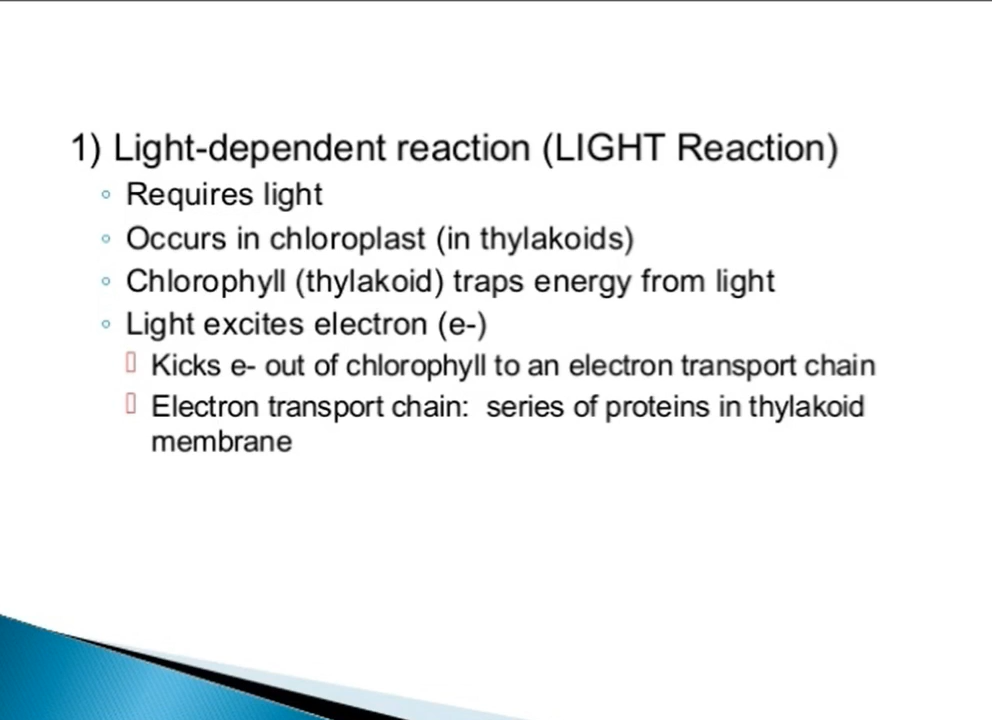 1) Light-dependent reaction (LIGHT Reaction)
◦ Requires light
◦ Occurs in chloroplast (in thylakoids)
◦ Chlorophyll (thylakoid) traps energy from light
◦ Light excites electron (e-)
▯ Kicks e- out of chlorophyll to an electron transport chain
▯ Electron transport chain:  series of proteins in thylakoid
membrane